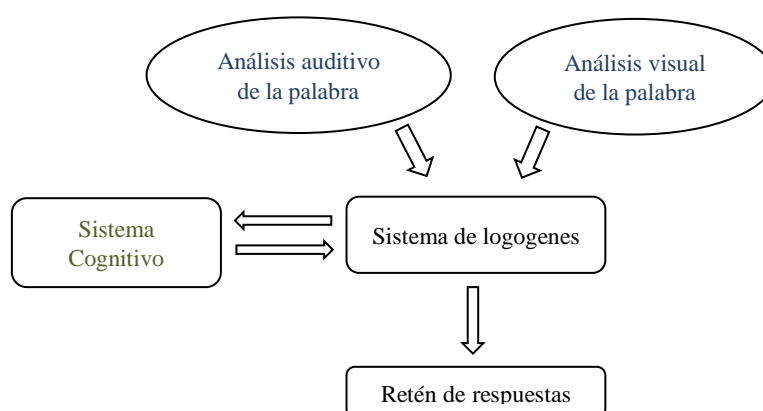 Análisis auditivo
de la palabra
Análisis visual
de la palabra
Sistema
Cognitivo
Sistema de logogenes
Retén de respuestas